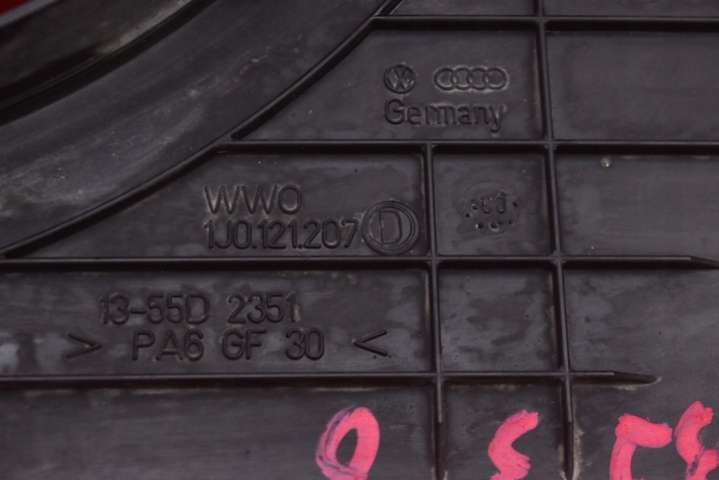 Germany
WWO
1J0.121.207 D
13-55D 2351
> PA6 GF 30 <